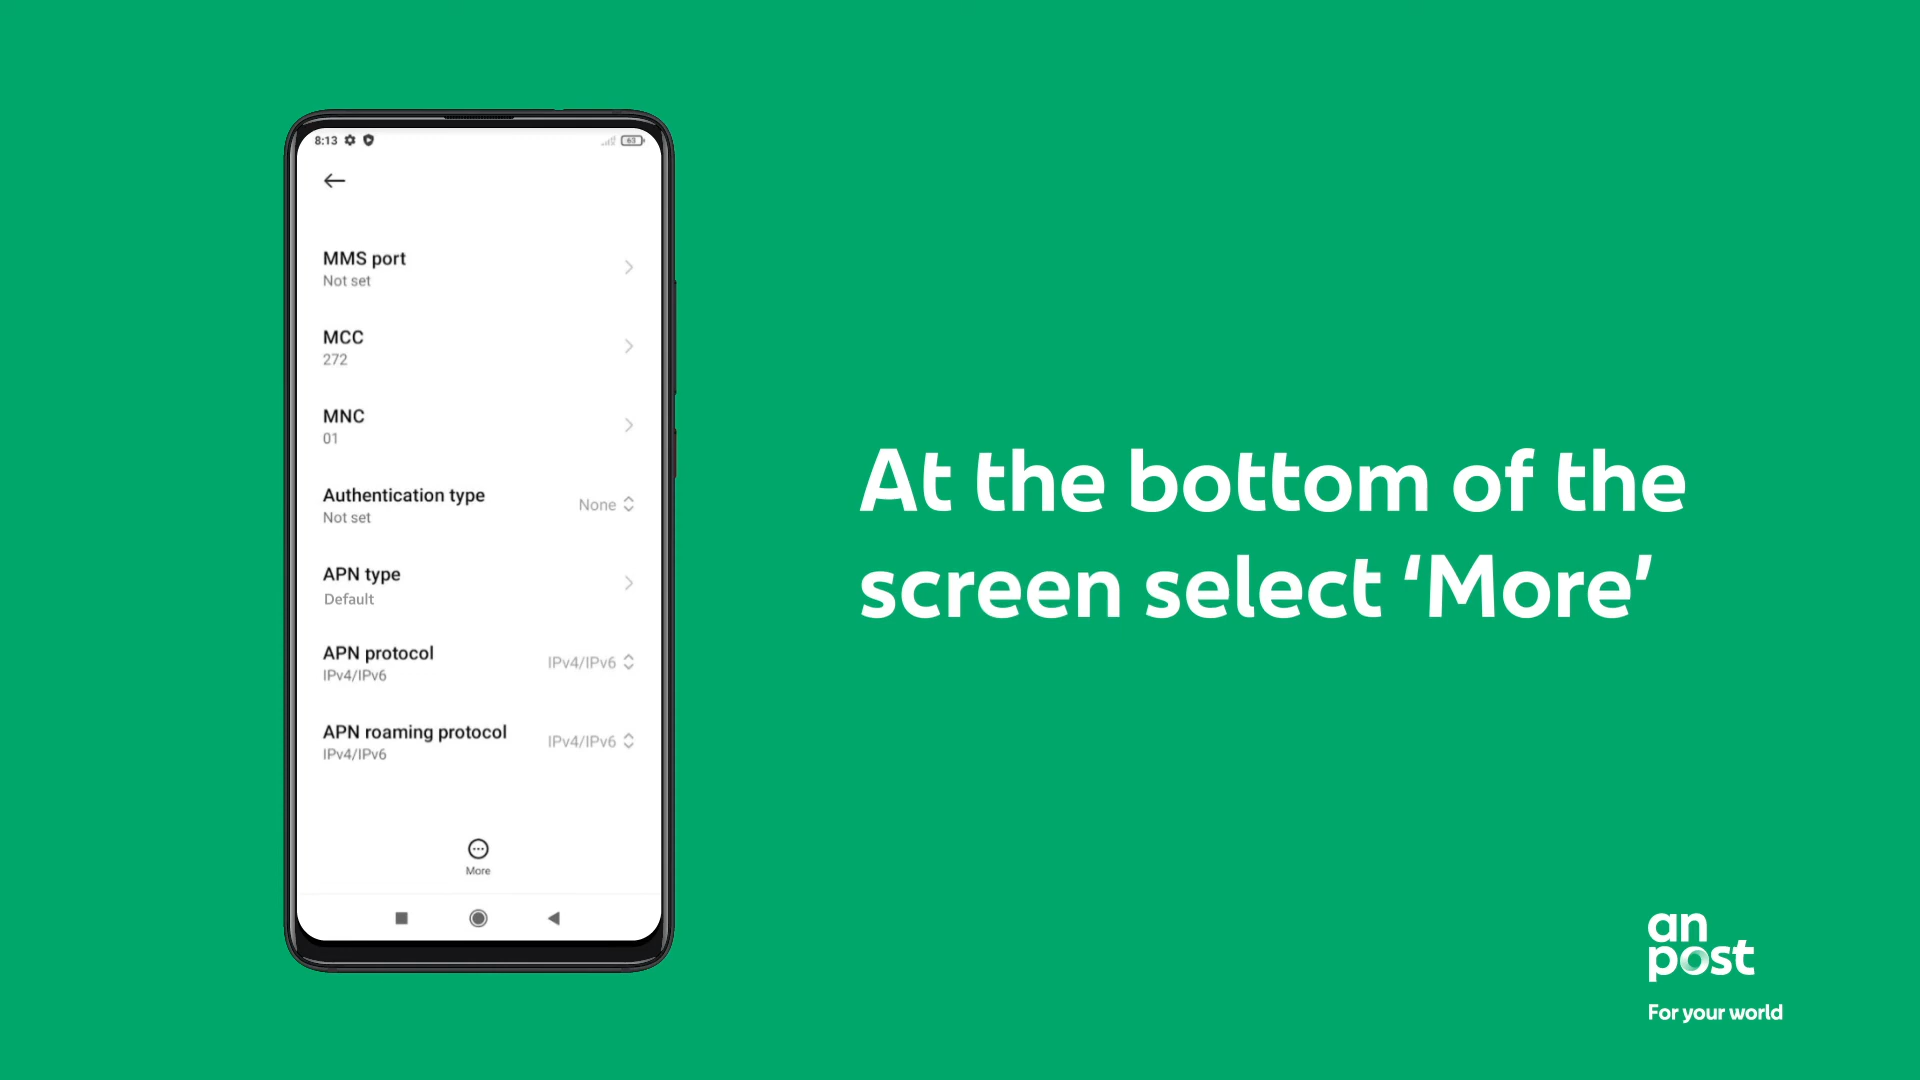 8:13
63
MMS port
Not set
MCC
272
MNC
01
Authentication type
Not set
None
APN type
Default
APN protocol
IPv4/IPv6
IPv4/IPv6
APN roaming protocol
IPv4/IPv6
IPv4/IPv6
More
At the bottom of the
screen select ‘More’
an
post
For your world